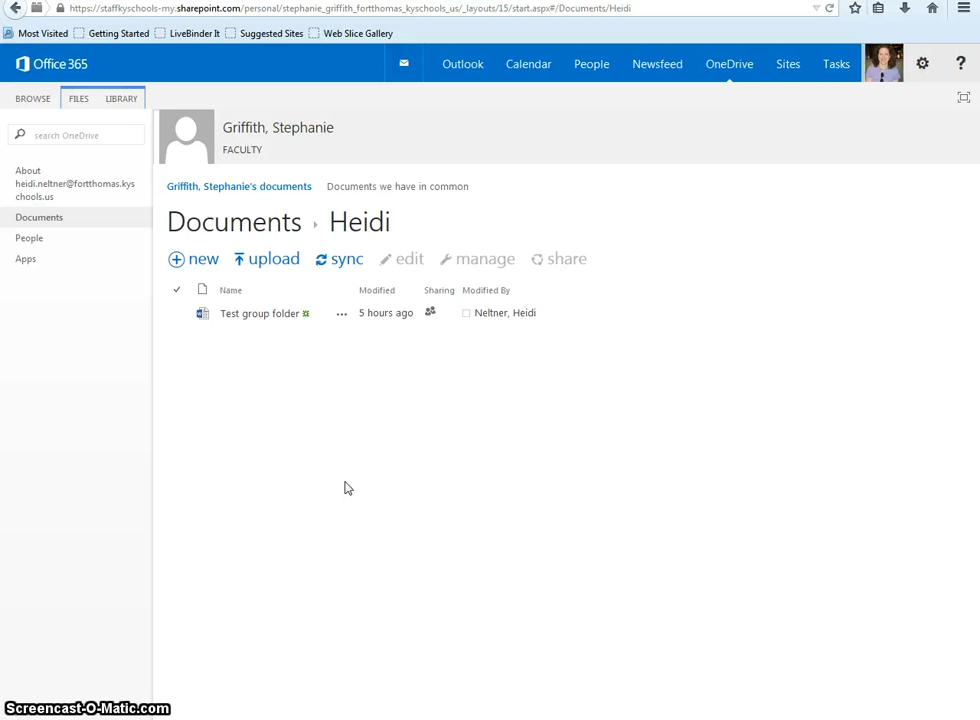 https://staffkyschools-my.sharepoint.com/personal/stephanie_griffith_fortthomas_kyschools_us/_layouts/15/start.aspx#/Documents/Heidi
Most Visited Getting Started LiveBinder It Suggested Sites Web Slice Gallery
Office 365 Outlook Calendar People Newsfeed OneDrive Sites Tasks ?
BROWSE FILES LIBRARY
search OneDrive
Griffith, Stephanie
FACULTY
About
heidi.neltner@fortthomas.kys
chools.us
Documents
People
Apps
Griffith, Stephanie's documents Documents we have in common
Documents ▸ Heidi
new upload sync edit manage share
✓ Name Modified Sharing Modified By
Test group folder ... 5 hours ago Neltner, Heidi
Screencast-O-Matic.com